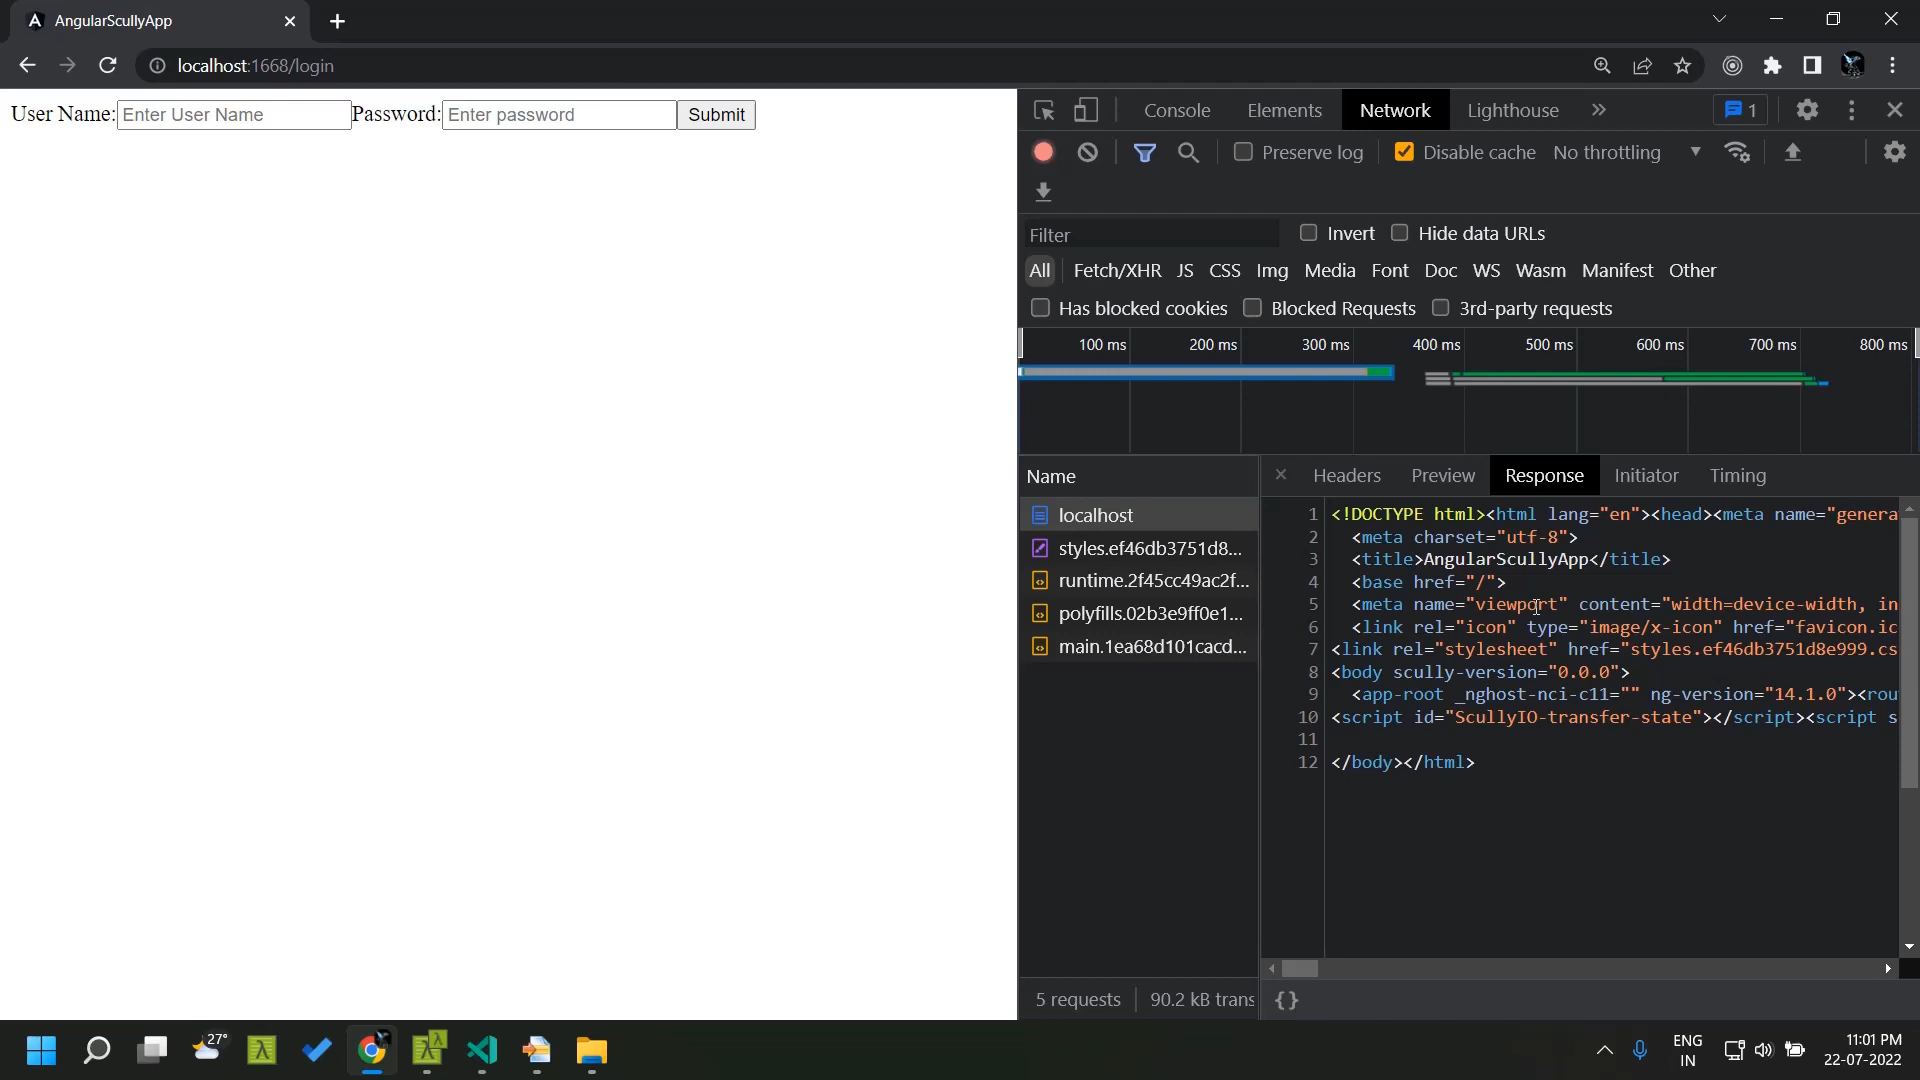 AngularScullyApp
localhost:1668/login
User Name: Enter User Name Password: Enter password Submit
Console Elements Network Lighthouse 1
Preserve log Disable cache No throttling
Filter Invert Hide data URLs
All Fetch/XHR JS CSS Img Media Font Doc WS Wasm Manifest Other
Has blocked cookies Blocked Requests 3rd-party requests
100 ms 200 ms 300 ms 400 ms 500 ms 600 ms 700 ms 800 ms
Name
localhost
styles.ef46db3751d8...
runtime.2f45cc49ac2f...
polyfills.02b3e9ff0e1...
main.1ea68d101cacd...
5 requests 90.2 kB trans
Headers Preview Response Initiator Timing
1 <!DOCTYPE html><html lang="en"><head><meta name="genera
2 <meta charset="utf-8">
3 <title>AngularScullyApp</title>
4 <base href="/">
5 <meta name="viewport" content="width=device-width, in
6 <link rel="icon" type="image/x-icon" href="favicon.ic
7 <link rel="stylesheet" href="styles.ef46db3751d8e999.cs
8 <body scully-version="0.0.0">
9 <app-root _nghost-nci-c11="" ng-version="14.1.0"><rou
10 <script id="ScullyIO-transfer-state"></script><script s
11
12 </body></html>
{}
27°
ENG
IN
11:01 PM
22-07-2022